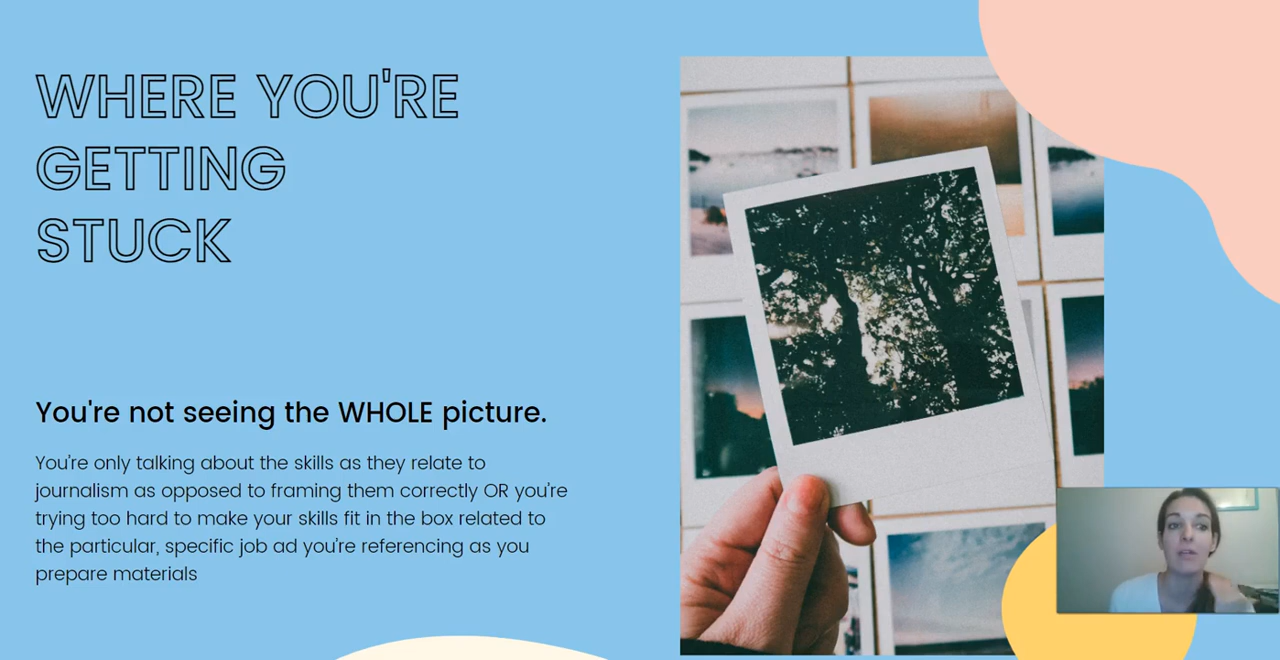 WHERE YOU'RE
GETTING
STUCK
You're not seeing the WHOLE picture.
You're only talking about the skills as they relate to
journalism as opposed to framing them correctly OR you're
trying too hard to make your skills fit in the box related to
the particular, specific job ad you're referencing as you
prepare materials